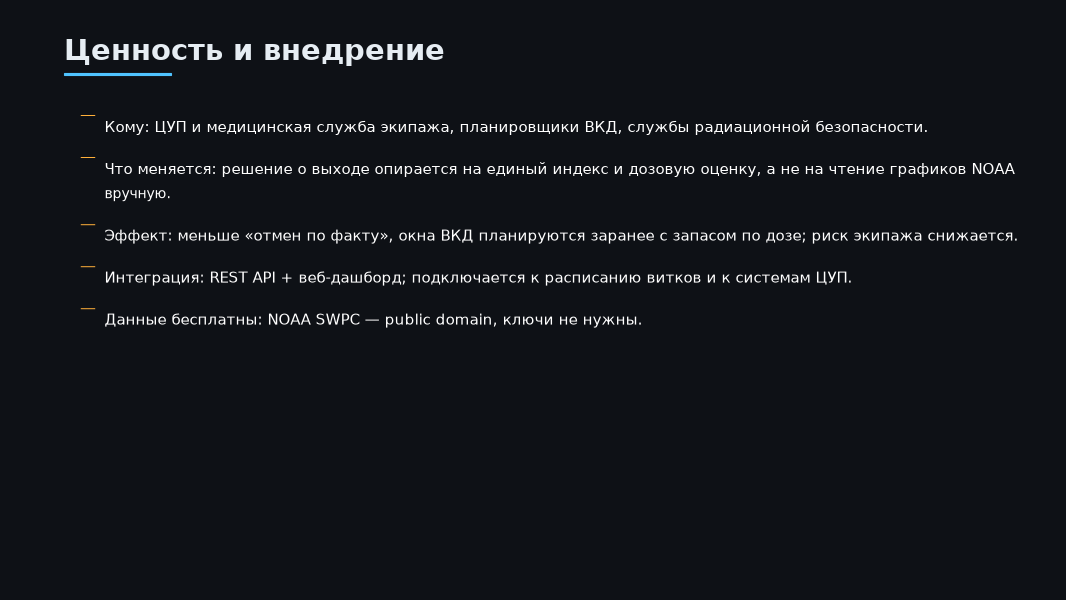 Ценность и внедрение
— Кому: ЦУП и медицинская служба экипажа, планировщики ВКД, службы радиационной безопасности.
— Что меняется: решение о выходе опирается на единый индекс и дозовую оценку, а не на чтение графиков NOAA
вручную.
— Эффект: меньше «отмен по факту», окна ВКД планируются заранее с запасом по дозе; риск экипажа снижается.
— Интеграция: REST API + веб-дашборд; подключается к расписанию витков и к системам ЦУП.
— Данные бесплатны: NOAA SWPC — public domain, ключи не нужны.